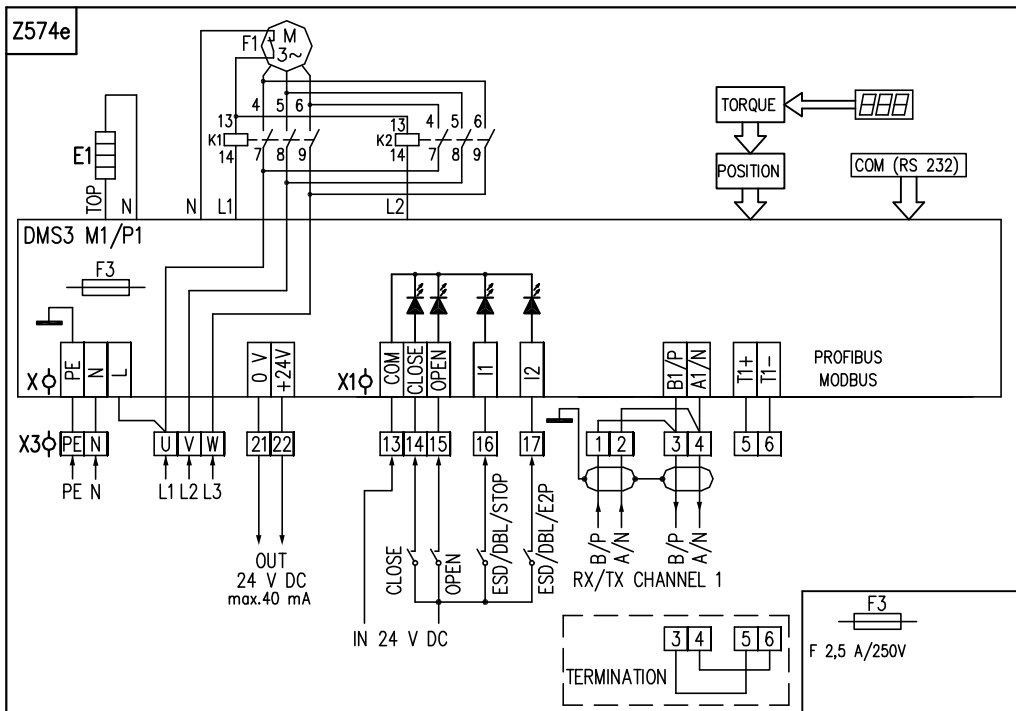 Z574e
F1 M
3~
4 5 6
13
K1
14
7 8 9
13 4 5 6
K2
14 7 8 9
E1
TOP N N L1 L2
TORQUE
POSITION
COM (RS 232)
DMS3 M1/P1
F3
X PE N L
0 V +24V
X1 COM CLOSE OPEN I1 I2
B1/P A1/N T1+ T1-
PROFIBUS
MODBUS
X3 PE N U V W 21 22 13 14 15 16 17 1 2 3 4 5 6
PE N L1 L2 L3
OUT
24 V DC
max.40 mA
CLOSE
OPEN
ESD/DBL/STOP
ESD/DBL/E2P
IN 24 V DC
B/P A/N B/P A/N
RX/TX CHANNEL 1
TERMINATION 3 4 5 6
F3
F 2,5 A/250V